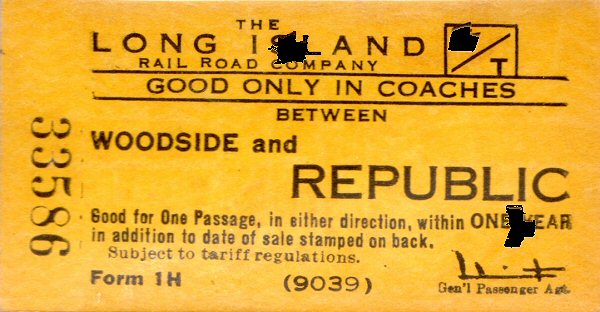 THE
LONG ISLAND
RAIL ROAD COMPANY
T
GOOD ONLY IN COACHES
BETWEEN
WOODSIDE and
REPUBLIC
Good for One Passage, in either direction, within ONE YEAR
in addition to date of sale stamped on back.
Subject to tariff regulations.
Form 1H (9039)
Gen'l Passenger Agt.
33586